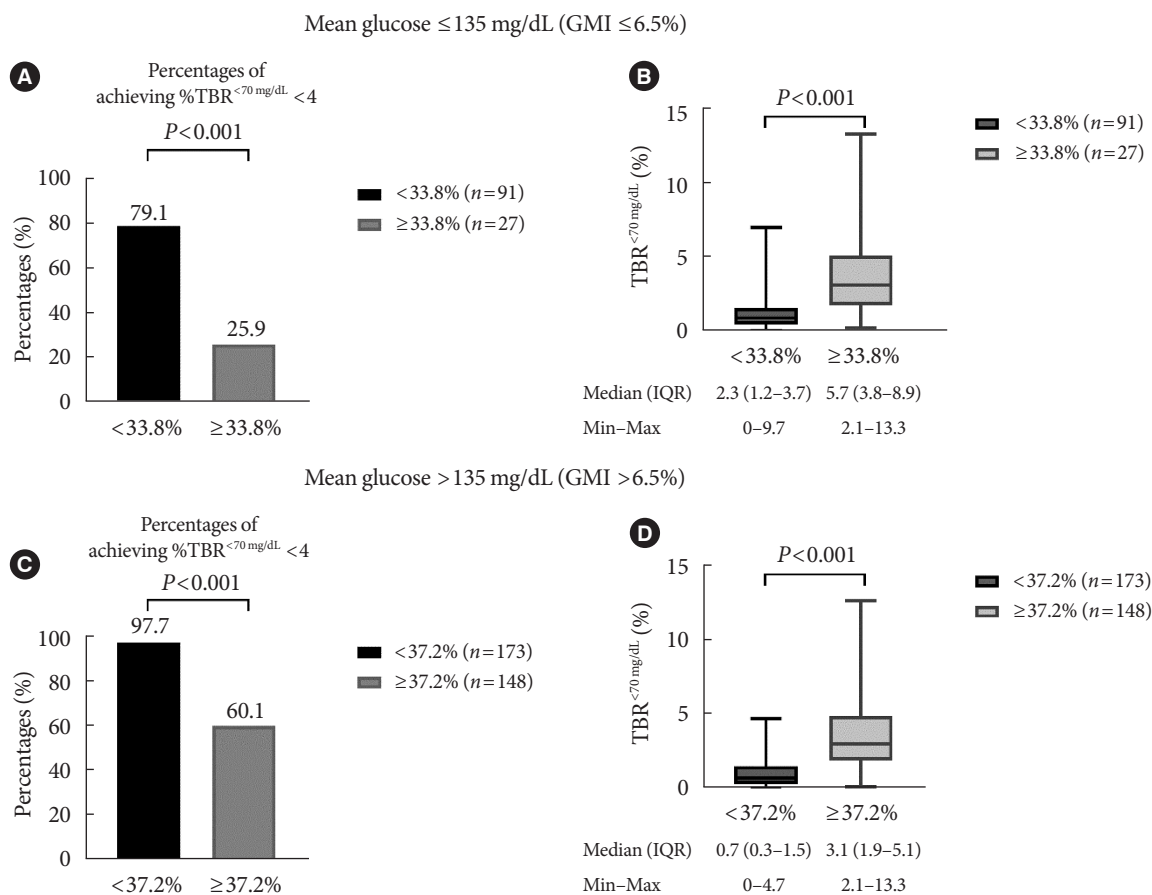 Mean glucose ≤135 mg/dL (GMI ≤6.5%)
A
Percentages of
achieving %TBR<70 mg/dL <4
P<0.001
100
80
60
40
20
0
Percentages (%)
79.1
25.9
<33.8%
≥33.8%
<33.8% (n=91)
≥33.8% (n=27)
B
P<0.001
15
10
5
0
TBR<70 mg/dL (%)
<33.8% (n=91)
≥33.8% (n=27)
<33.8% ≥33.8%
Median (IQR) 2.3 (1.2–3.7) 5.7 (3.8–8.9)
Min–Max 0–9.7 2.1–13.3
Mean glucose >135 mg/dL (GMI >6.5%)
C
Percentages of
achieving %TBR<70 mg/dL <4
P<0.001
100
80
60
40
20
0
Percentages (%)
97.7
60.1
<37.2%
≥37.2%
<37.2% (n=173)
≥37.2% (n=148)
D
P<0.001
15
10
5
0
TBR<70 mg/dL (%)
<37.2% (n=173)
≥37.2% (n=148)
<37.2% ≥37.2%
Median (IQR) 0.7 (0.3–1.5) 3.1 (1.9–5.1)
Min–Max 0–4.7 2.1–13.3